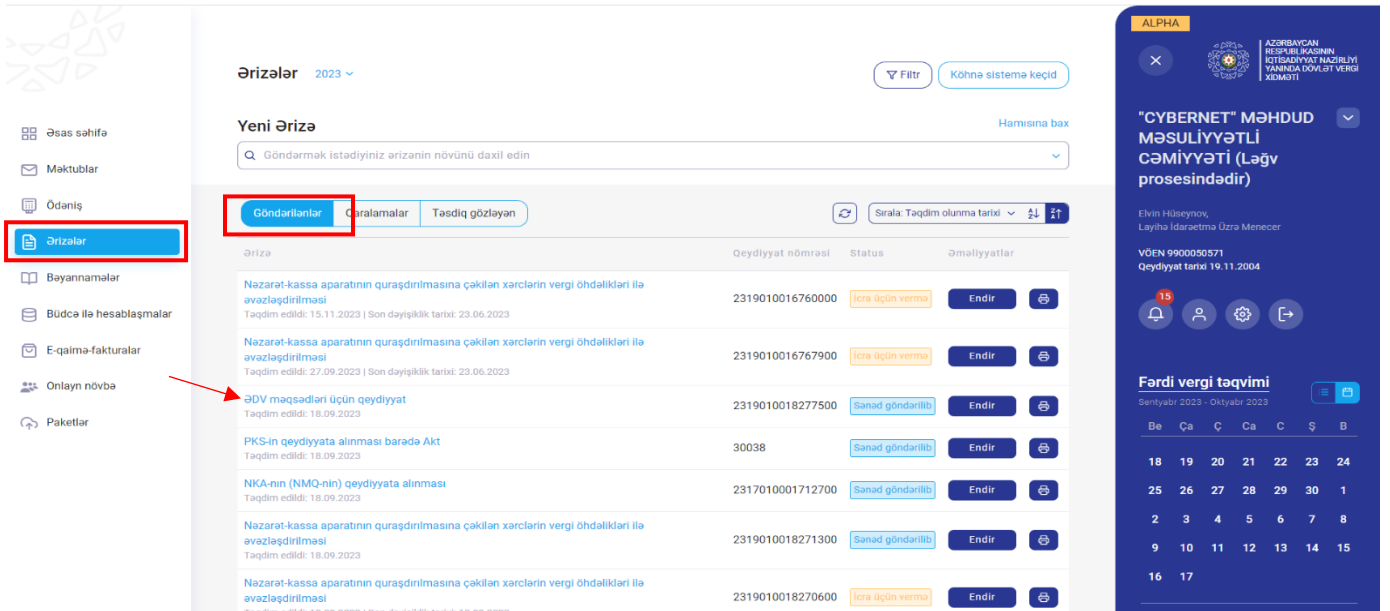 ALPHA
AZƏRBAYCAN
RESPUBLİKASININ
İQTİSADİYYAT NAZİRLİYİ
YANINDA DÖVLƏT VERGİ
XİDMƏTİ
Ərizələr 2023
Filtr
Köhnə sistemə keçid
Yeni Ərizə
Hamısına bax
Göndərmək istədiyiniz ərizənin növünü daxil edin
Əsas səhifə
Məktublar
Ödəniş
Ərizələr
Bəyannamələr
Büdcə ilə hesablaşmalar
E-qaimə-fakturalar
Onlayn növbə
Paketlər
Göndərilənlər
Qaralamalar
Təsdiq gözləyən
Sırala: Təqdim olunma tarixi
Ərizə Qeydiyyat nömrəsi Status Əməliyyatlar
Nəzarət-kassa aparatının quraşdırılmasına çəkilən xərclərin vergi öhdəlikləri ilə
əvəzləşdirilməsi
Təqdim edildi: 15.11.2023 | Son dəyişiklik tarixi: 23.06.2023
2319010016760000 İcra üçün vermə Endir
Nəzarət-kassa aparatının quraşdırılmasına çəkilən xərclərin vergi öhdəlikləri ilə
əvəzləşdirilməsi
Təqdim edildi: 27.09.2023 | Son dəyişiklik tarixi: 23.06.2023
2319010016767900 İcra üçün vermə Endir
ƏDV məqsədləri üçün qeydiyyat
Təqdim edildi: 18.09.2023
2319010018277500 Sənəd göndərilib Endir
PKS-in qeydiyyata alınması barədə Akt
Təqdim edildi: 18.09.2023
30038 Sənəd göndərilib Endir
NKA-nın (NMQ-nin) qeydiyyata alınması
Təqdim edildi: 18.09.2023
2317010001712700 Sənəd göndərilib Endir
Nəzarət-kassa aparatının quraşdırılmasına çəkilən xərclərin vergi öhdəlikləri ilə
əvəzləşdirilməsi
Təqdim edildi: 18.09.2023
2319010018271300 Sənəd göndərilib Endir
Nəzarət-kassa aparatının quraşdırılmasına çəkilən xərclərin vergi öhdəlikləri ilə
əvəzləşdirilməsi
2319010018270600 İcra üçün vermə Endir
"CYBERNET" MƏHDUD
MƏSULİYYƏTLİ
CƏMİYYƏTİ (Ləğv
prosesindədir)
Elvin Hüseynov,
Layihə İdarəetmə Üzrə Menecer
VÖEN 9900050571
Qeydiyyat tarixi 19.11.2004
15
Fərdi vergi təqvimi
Sentyabr 2023 - Oktyabr 2023
Be Ça Ç Ca C Ş B
18 19 20 21 22 23 24
25 26 27 28 29 30 1
2 3 4 5 6 7 8
9 10 11 12 13 14 15
16 17